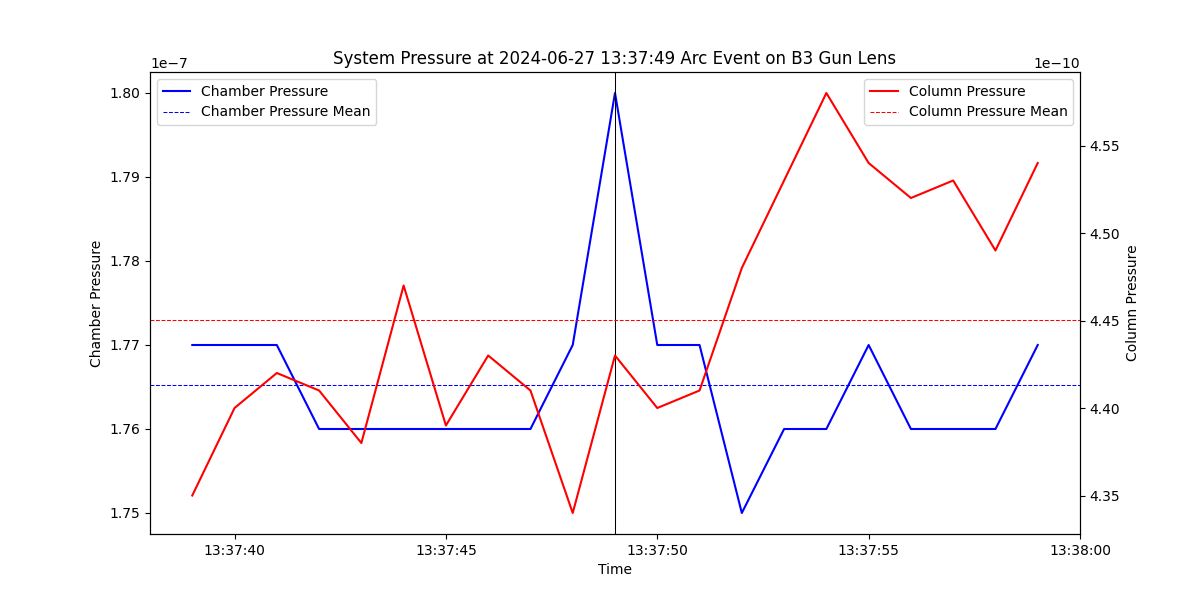 System Pressure at 2024-06-27 13:37:49 Arc Event on B3 Gun Lens
1e−7
1e−10
Chamber Pressure
Chamber Pressure Mean
Column Pressure
Column Pressure Mean
1.80
1.79
1.78
1.77
1.76
1.75
Chamber Pressure
4.55
4.50
4.45
4.40
4.35
Column Pressure
13:37:40
13:37:45
13:37:50
13:37:55
13:38:00
Time